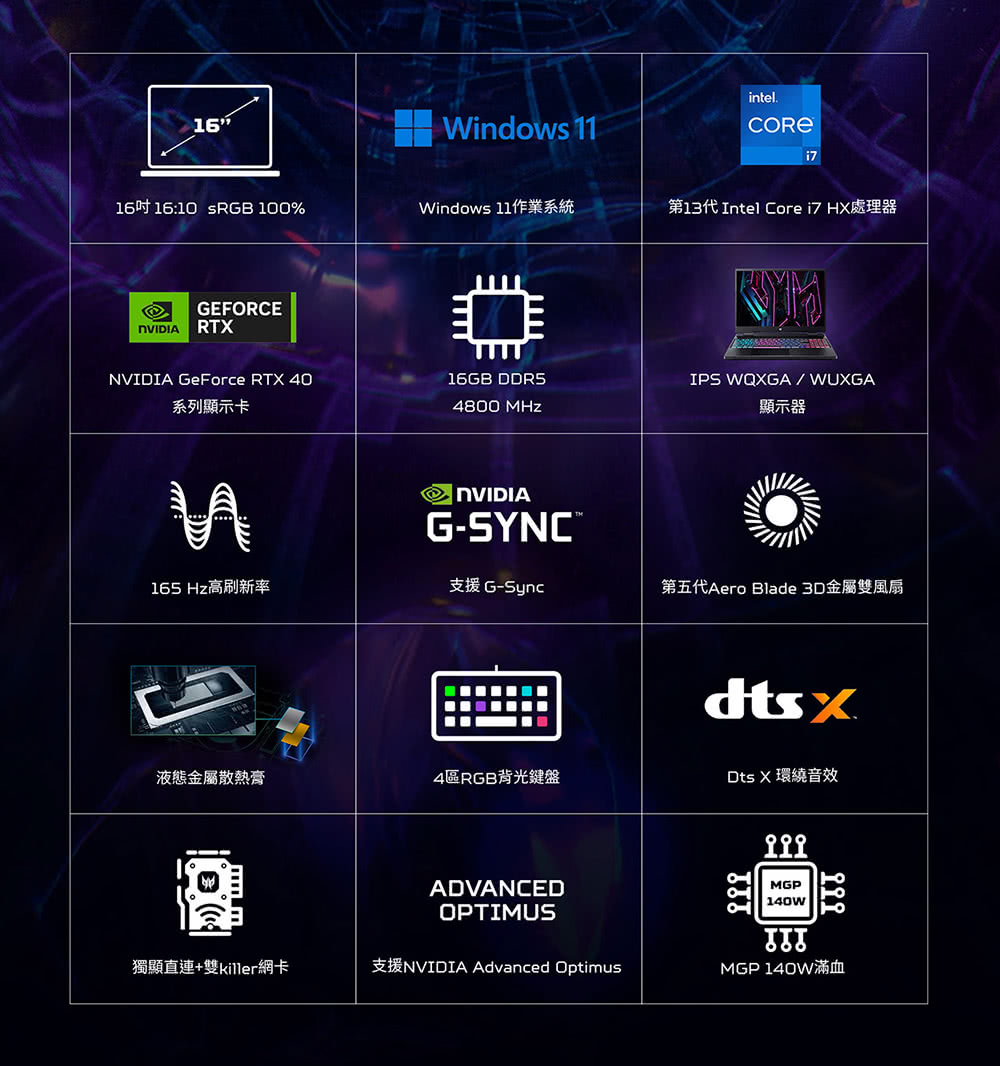 16”
16吋 16:10 sRGB 100%
Windows 11
Windows 11作業系統
intel.
CORE
i7
第13代 Intel Core i7 HX處理器
NVIDIA
GEFORCE
RTX
NVIDIA GeForce RTX 40
系列顯示卡
16GB DDR5
4800 MHz
IPS WQXGA / WUXGA
顯示器
165 Hz高刷新率
NVIDIA
G-SYNC™
支援 G-Sync
第五代Aero Blade 3D金屬雙風扇
液態金屬散熱膏
4區RGB背光鍵盤
dts X™
Dts X 環繞音效
獨顯直連+雙killer網卡
ADVANCED
OPTIMUS
支援NVIDIA Advanced Optimus
MGP
140W
MGP 140W滿血